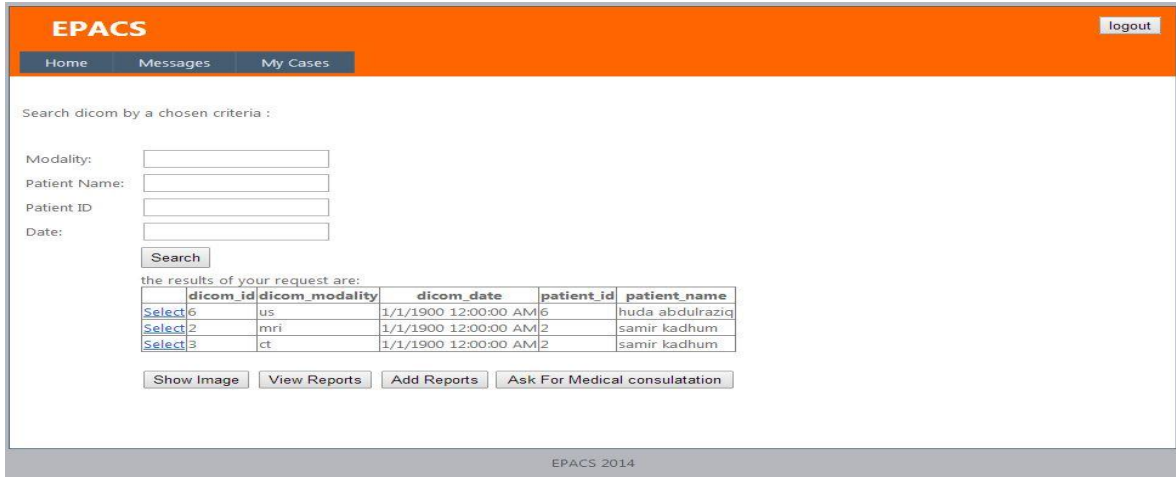 EPACS
logout
Home Messages My Cases
Search dicom by a chosen criteria :
Modality:
Patient Name:
Patient ID
Date:
Search
the results of your request are:
dicom_id dicom_modality dicom_date patient_id patient_name
Select 6 us 1/1/1900 12:00:00 AM 6 huda abdulraziq
Select 2 mri 1/1/1900 12:00:00 AM 2 samir kadhum
Select 3 ct 1/1/1900 12:00:00 AM 2 samir kadhum
Show Image View Reports Add Reports Ask For Medical consulatation
EPACS 2014